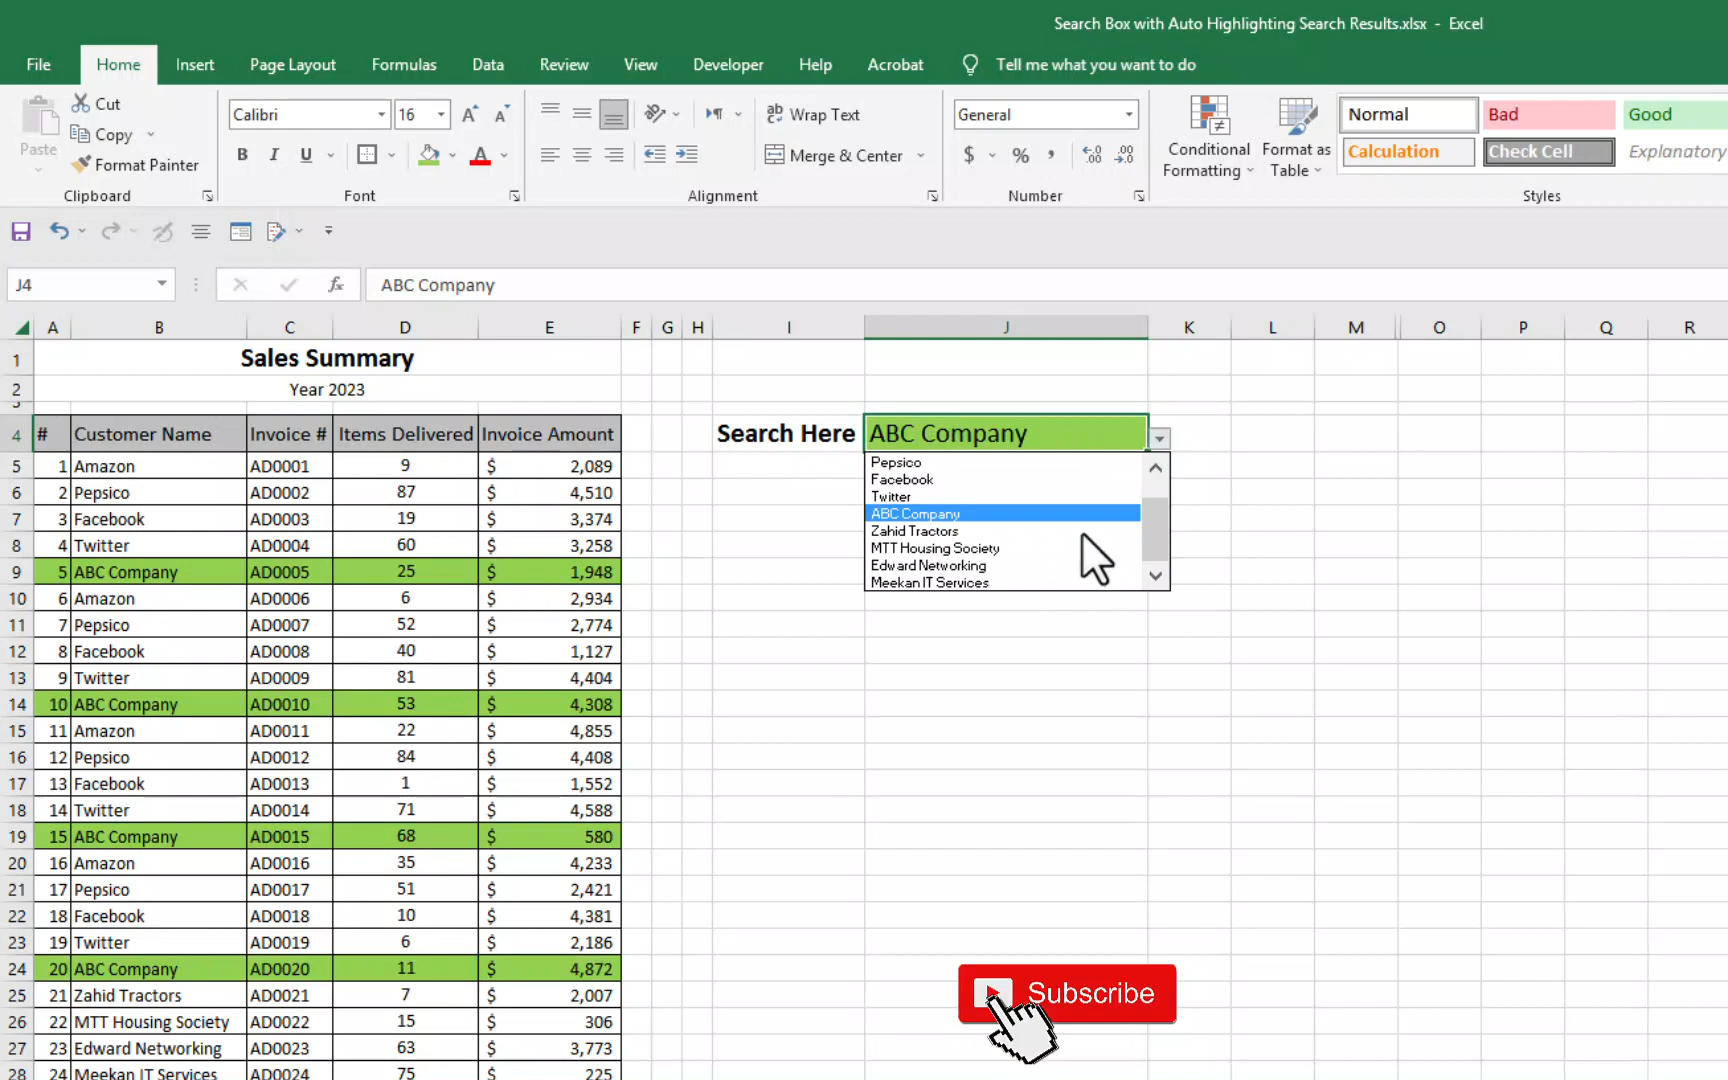 Search Box with Auto Highlighting Search Results.xlsx - Excel
File Home Insert Page Layout Formulas Data Review View Developer Help Acrobat Tell me what you want to do
Paste
Cut
Copy
Format Painter
Clipboard
Calibri 16
B I U
Font
Wrap Text
Merge & Center
Alignment
General
$ % ,
Number
Conditional Formatting
Format as Table
Normal Bad Good
Calculation Check Cell Explanatory
Styles
J4 fx ABC Company
A B C D E F G H I J K L M O P Q R
1 Sales Summary
2 Year 2023
3
4 # Customer Name Invoice # Items Delivered Invoice Amount Search Here ABC Company
5 1 Amazon AD0001 9 $ 2,089
6 2 Pepsico AD0002 87 $ 4,510
7 3 Facebook AD0003 19 $ 3,374
8 4 Twitter AD0004 60 $ 3,258
9 5 ABC Company AD0005 25 $ 1,948
10 6 Amazon AD0006 6 $ 2,934
11 7 Pepsico AD0007 52 $ 2,774
12 8 Facebook AD0008 40 $ 1,127
13 9 Twitter AD0009 81 $ 4,404
14 10 ABC Company AD0010 53 $ 4,308
15 11 Amazon AD0011 22 $ 4,855
16 12 Pepsico AD0012 84 $ 4,408
17 13 Facebook AD0013 1 $ 1,552
18 14 Twitter AD0014 71 $ 4,588
19 15 ABC Company AD0015 68 $ 580
20 16 Amazon AD0016 35 $ 4,233
21 17 Pepsico AD0017 51 $ 2,421
22 18 Facebook AD0018 10 $ 4,381
23 19 Twitter AD0019 6 $ 2,186
24 20 ABC Company AD0020 11 $ 4,872
25 21 Zahid Tractors AD0021 7 $ 2,007
26 22 MTT Housing Society AD0022 15 $ 306
27 23 Edward Networking AD0023 63 $ 3,773
28 24 Meekan IT Services AD0024 75 $ 225
Pepsico
Facebook
Twitter
ABC Company
Zahid Tractors
MTT Housing Society
Edward Networking
Meekan IT Services
Subscribe